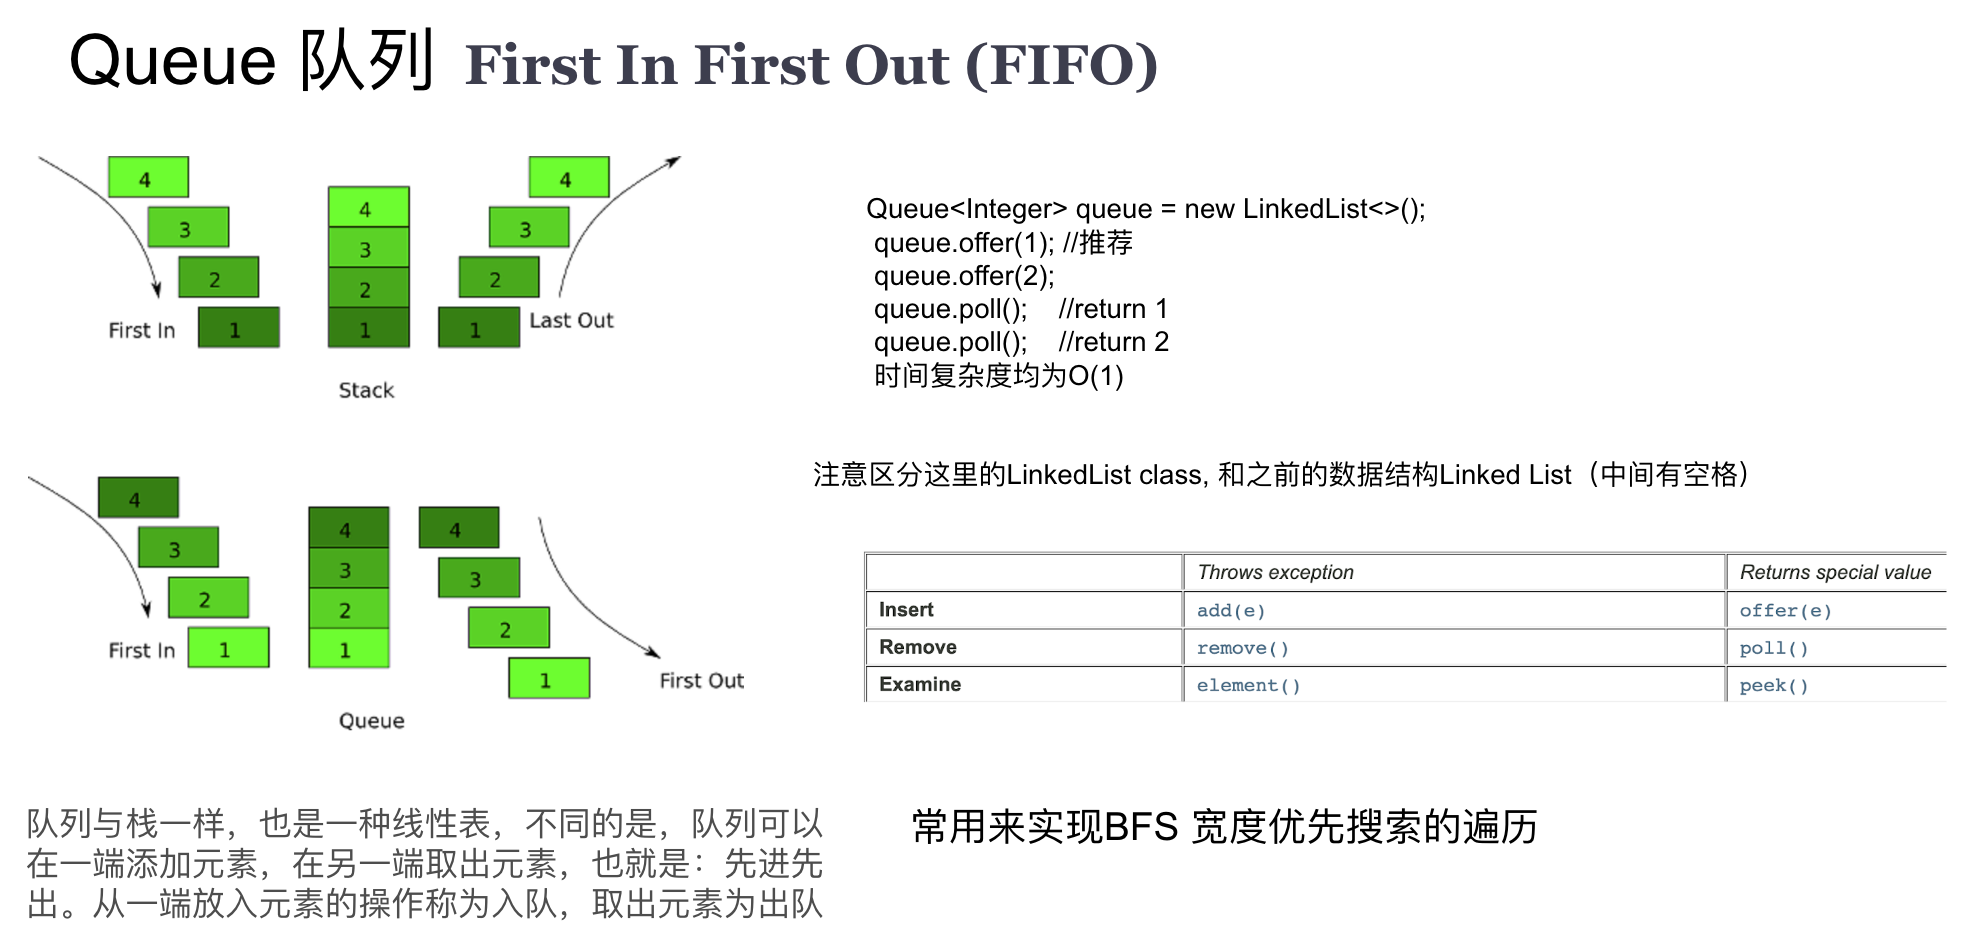 Queue 队列 First In First Out (FIFO)
4
3
2
First In 1
4
3
2
1
4
3
2
1 Last Out
Stack
4
3
2
First In 1
4
3
2
1
4
3
2
1
First Out
Queue
Queue<Integer> queue = new LinkedList<>();
queue.offer(1); //推荐
queue.offer(2);
queue.poll(); //return 1
queue.poll(); //return 2
时间复杂度均为O(1)
注意区分这里的LinkedList class, 和之前的数据结构Linked List（中间有空格）
Throws exception Returns special value
Insert add(e) offer(e)
Remove remove() poll()
Examine element() peek()
队列与栈一样，也是一种线性表，不同的是，队列可以
在一端添加元素，在另一端取出元素，也就是：先进先
出。从一端放入元素的操作称为入队，取出元素为出队
常用来实现BFS 宽度优先搜索的遍历